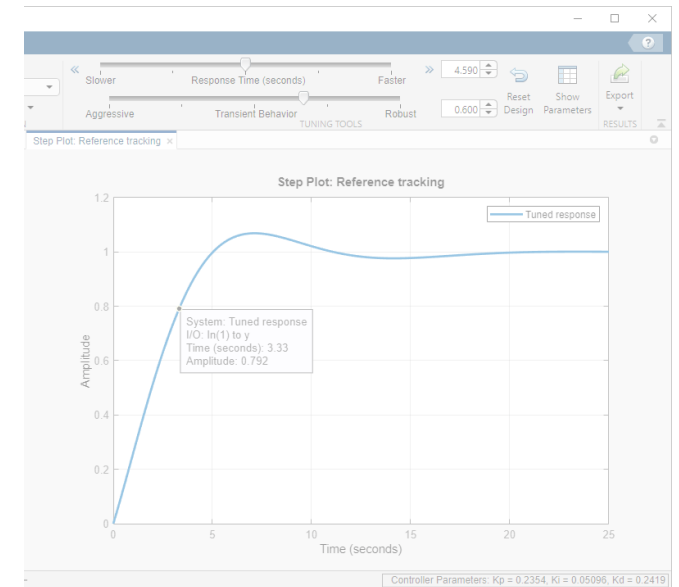 ?
«
»
Slower
Response Time (seconds)
Faster
4.590
Aggressive
Transient Behavior
Robust
0.600
Reset
Design
Show
Parameters
Export
TUNING TOOLS
RESULTS
Step Plot: Reference tracking ×
Step Plot: Reference tracking
Tuned response
1.2
1
0.8
0.6
0.4
0.2
0
Amplitude
System: Tuned response
I/O: In(1) to y
Time (seconds): 3.33
Amplitude: 0.792
0 5 10 15 20 25
Time (seconds)
Controller Parameters: Kp = 0.2354, Ki = 0.05096, Kd = 0.2419